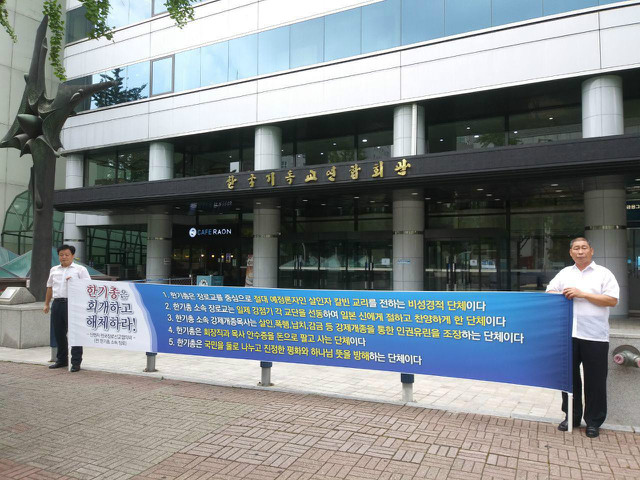 한국기독교연합회관
CAFE RAON
한기총은
회개하고
해체하라!
1. 한기총은 장로교를 중심으로 절대 예정론자인 살인자 칼빈 교리를 전하는 비성경적 단체이다
2. 한기총 소속 장로교는 일제 강점기 각 교단을 선동하여 일본 신에게 절하고 찬양하게 한 단체이다
3. 한기총 소속 강제개종목사는 살인,폭행,납치,감금 등 강제개종을 통한 인권유린을 조장하는 단체이다
4. 한기총은 회장직과 목사 안수증을 돈으로 팔고 사는 단체이다
5. 한기총은 국민을 둘로 나누고 진정한 평화와 하나님 뜻을 방해하는 단체이다